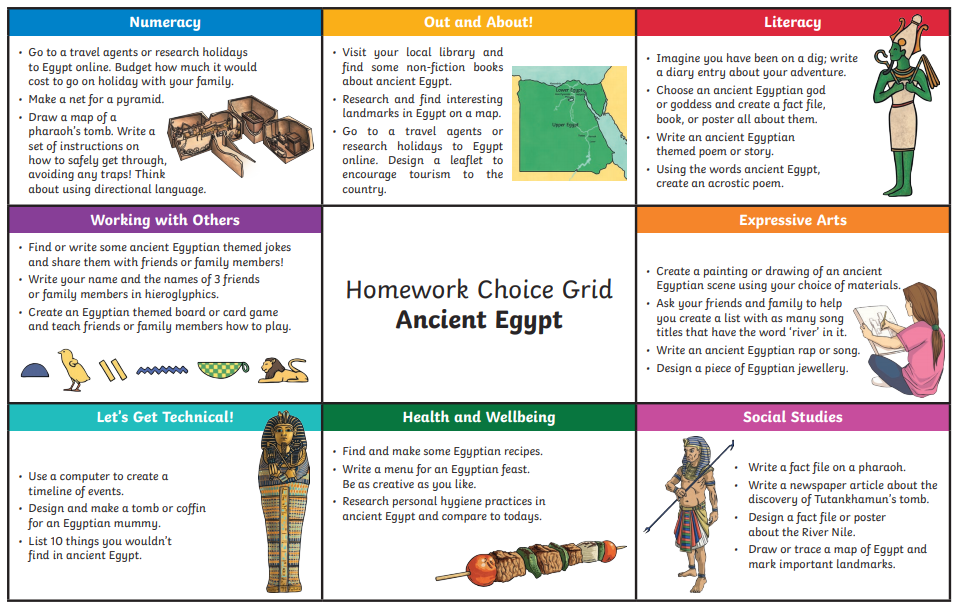 Numeracy
• Go to a travel agents or research holidays
to Egypt online. Budget how much it would
cost to go on holiday with your family.
• Make a net for a pyramid.
• Draw a map of a
pharaoh's tomb. Write a
set of instructions on
how to safely get through,
avoiding any traps! Think
about using directional language.
Out and About!
• Visit your local library and
find some non-fiction books
about ancient Egypt.
• Research and find interesting
landmarks in Egypt on a map.
• Go to a travel agents or
research holidays to Egypt
online. Design a leaflet to
encourage tourism to the
country.
Lower Egypt
Upper Egypt
Literacy
• Imagine you have been on a dig; write
a diary entry about your adventure.
• Choose an ancient Egyptian god
or goddess and create a fact file,
book, or poster all about them.
• Write an ancient Egyptian
themed poem or story.
• Using the words ancient Egypt,
create an acrostic poem.
Working with Others
• Find or write some ancient Egyptian themed jokes
and share them with friends or family members!
• Write your name and the names of 3 friends
or family members in hieroglyphics.
• Create an Egyptian themed board or card game
and teach friends or family members how to play.
Homework Choice Grid
Ancient Egypt
Expressive Arts
• Create a painting or drawing of an ancient
Egyptian scene using your choice of materials.
• Ask your friends and family to help
you create a list with as many song
titles that have the word 'river' in it.
• Write an ancient Egyptian rap or song.
• Design a piece of Egyptian jewellery.
Let's Get Technical!
• Use a computer to create a
timeline of events.
• Design and make a tomb or coffin
for an Egyptian mummy.
• List 10 things you wouldn't
find in ancient Egypt.
Health and Wellbeing
• Find and make some Egyptian recipes.
• Write a menu for an Egyptian feast.
Be as creative as you like.
• Research personal hygiene practices in
ancient Egypt and compare to todays.
Social Studies
• Write a fact file on a pharaoh.
• Write a newspaper article about the
discovery of Tutankhamun's tomb.
• Design a fact file or poster
about the River Nile.
• Draw or trace a map of Egypt and
mark important landmarks.